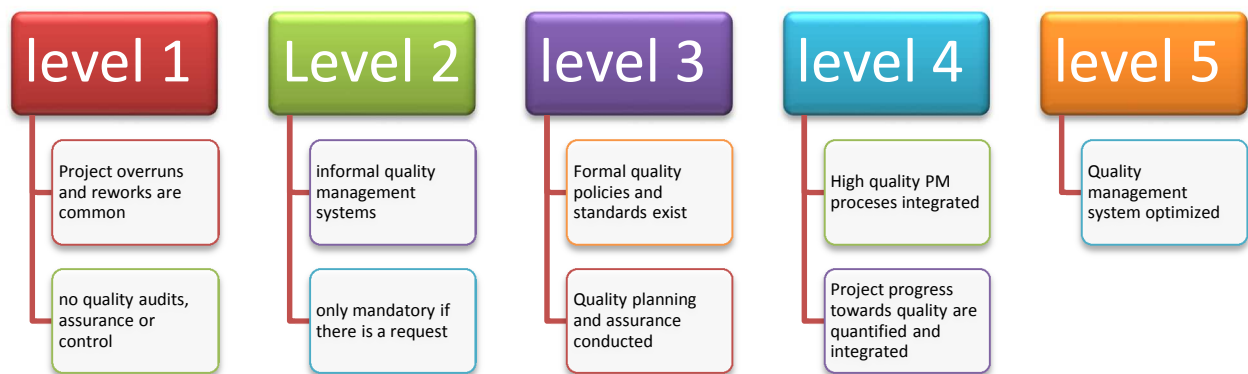 level 1
Project overruns
and reworks are
common
no quality audits,
assurance or
control
Level 2
informal quality
management
systems
only mandatory if
there is a request
level 3
Formal quality
policies and
standards exist
Quality planning
and assurance
conducted
level 4
High quality PM
proceses integrated
Project progress
towards quality are
quantified and
integrated
level 5
Quality
management
system optimized